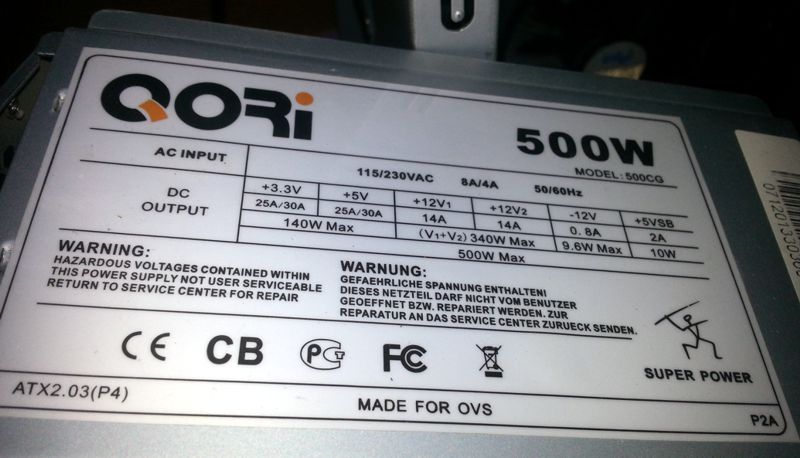 QORi
500W
MODEL:500CG
AC INPUT 115/230VAC 8A/4A 50/60Hz
DC OUTPUT
+3.3V +5V +12V1 +12V2 -12V +5VSB
25A/30A 25A/30A 14A 14A 0.8A 2A
140W Max (V1+V2) 340W Max 9.6W Max 10W
500W Max
WARNING:
HAZARDOUS VOLTAGES CONTAINED WITHIN
THIS POWER SUPPLY NOT USER SERVICEABLE
RETURN TO SERVICE CENTER FOR REPAIR
WARNUNG:
GEFAEHRLICHE SPANNUNG ENTHALTEN!
DIESES NETZTEIL DARF NICHT VOM BENUTZER
GEOEFFNET BZW. REPARIERT WERDEN. ZUR
REPARATUR AN DAS SERVICE CENTER ZURUECK SENDEN.
CE CB PCT FC
SUPER POWER
ATX2.03(P4)
MADE FOR OVS
P2A